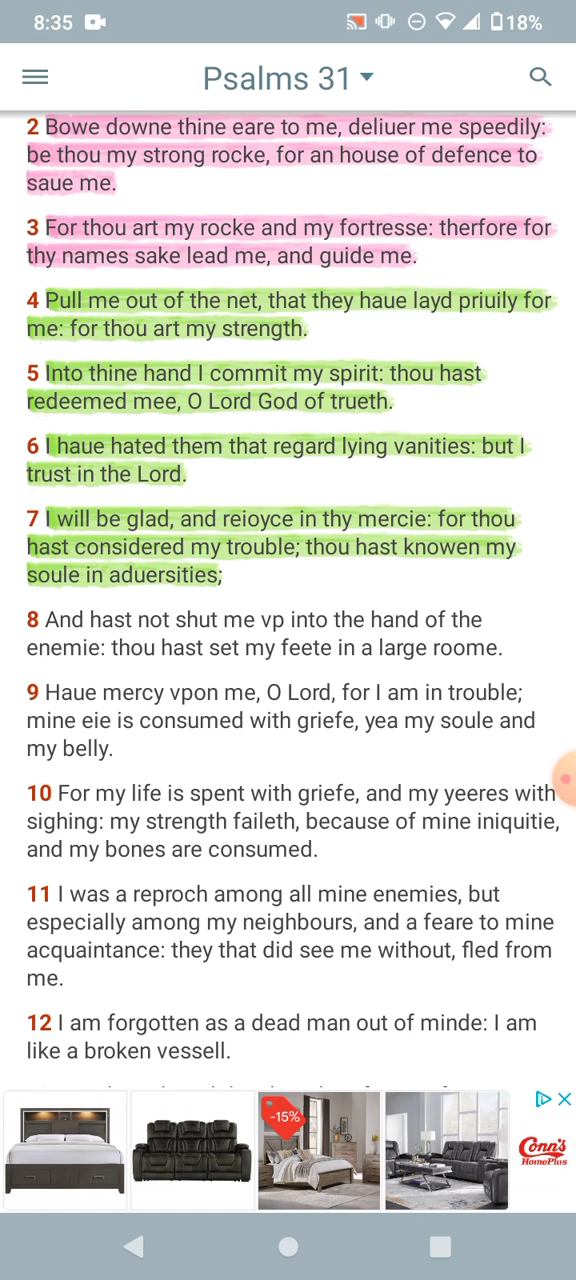 8:35
18%
Psalms 31
2 Bowe downe thine eare to me, deliuer me speedily:
be thou my strong rocke, for an house of defence to
saue me.
3 For thou art my rocke and my fortresse: therfore for
thy names sake lead me, and guide me.
4 Pull me out of the net, that they haue layd priuily for
me: for thou art my strength.
5 Into thine hand I commit my spirit: thou hast
redeemed mee, O Lord God of trueth.
6 I haue hated them that regard lying vanities: but I
trust in the Lord.
7 I will be glad, and reioyce in thy mercie: for thou
hast considered my trouble; thou hast knowen my
soule in aduersities;
8 And hast not shut me vp into the hand of the
enemie: thou hast set my feete in a large roome.
9 Haue mercy vpon me, O Lord, for I am in trouble;
mine eie is consumed with griefe, yea my soule and
my belly.
10 For my life is spent with griefe, and my yeeres with
sighing: my strength faileth, because of mine iniquitie,
and my bones are consumed.
11 I was a reproch among all mine enemies, but
especially among my neighbours, and a feare to mine
acquaintance: they that did see me without, fled from
me.
12 I am forgotten as a dead man out of minde: I am
like a broken vessell.
-15%
Conn's
HomePlus